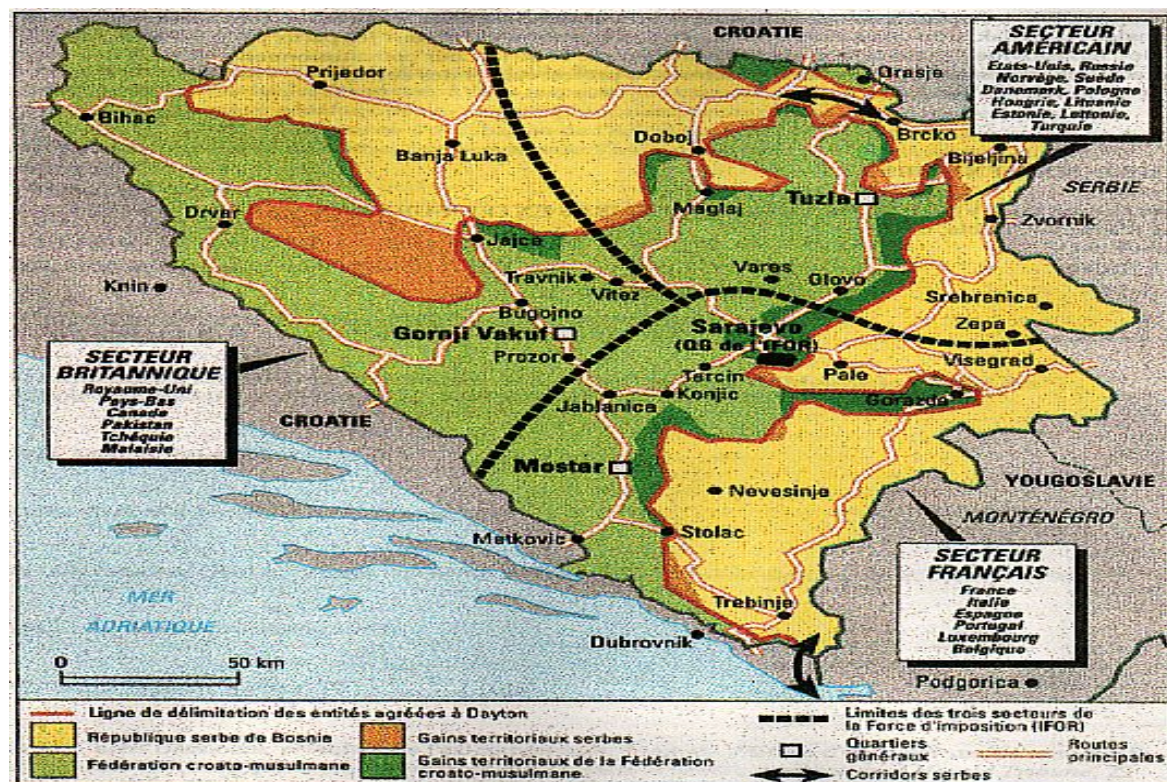 CROATIE
SECTEUR
AMÉRICAIN
Etats-Unis, Russie
Norvège, Suède
Danemark, Pologne
Hongrie, Lituanie
Estonie, Lettonie,
Turquie
Prijedor
Orasje
Bihac
Brcko
Banja Luka
Doboj
Bijeljina
SERBIE
Maglaj
Tuzla
Drvar
Zvornik
Jajce
Knin
Travnik
Vitez
Vares
Glovo
Srebrenica
Bugojno
Zepa
Gornji Vakuf
Sarajevo
(QG de l'IFOR)
Prozor
Visegrad
Tarcin
Pale
SECTEUR
BRITANNIQUE
Royaume-Uni
Pays-Bas
Canada
Pakistan
Tchéquie
Malaisie
Jablanica
Konjic
Gorazde
CROATIE
Mostar
YOUGOSLAVIE
Nevesinje
MONTÉNÉGRO
Metkovic
Stolac
SECTEUR
FRANÇAIS
France
Italie
Espagne
Portugal
Luxembourg
Belgique
MER
ADRIATIQUE
Trebinje
Dubrovnik
0 50 km
Podgorica
Ligne de délimitation des entités agréées à Dayton
République serbe de Bosnie
Fédération croato-musulmane
Gains territoriaux serbes
Gains territoriaux de la Fédération
croato-musulmane
Limites des trois secteurs de
la Force d'imposition (IFOR)
Quartiers
généraux
Routes
principales
Corridors serbes